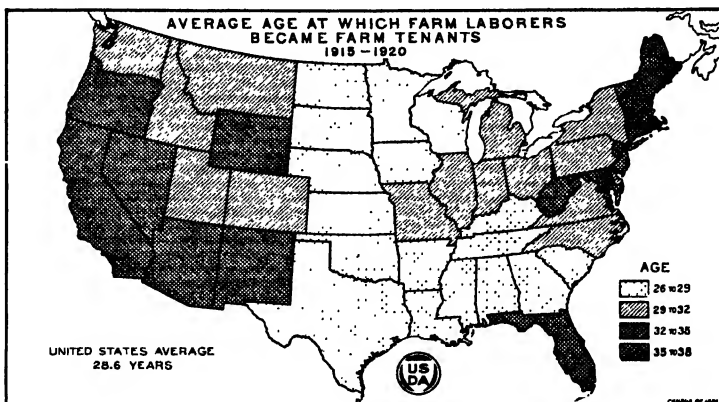 AVERAGE AGE AT WHICH FARM LABORERS
BECAME FARM TENANTS
1915-1920
AGE
26 TO 29
29 TO 32
32 TO 35
35 TO 38
UNITED STATES AVERAGE
28.6 YEARS
US
DA